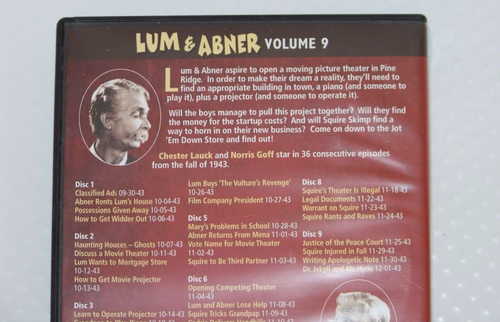 LUM & ABNER VOLUME 9
Lum & Abner aspire to open a moving picture theater in Pine
Ridge. In order to make their dream a reality, they'll need to
find an appropriate building in town, a piano (and someone to
play it), plus a projector (and someone to operate it).
Will the boys manage to pull this project together? Will they
find the money for the startup costs? And will Squire Skimp find a
way to horn in on their new business? Come on down to the Jot
'Em Down Store and find out!
Chester Lauck and Norris Goff star in 36 consecutive episodes
from the fall of 1943.
Disc 1
Classified Ads 09-30-43
Abner Rents Lum's House 10-04-43
Possessions Given Away 10-05-43
How to Get Widder Out 10-06-43
Disc 2
Haunting Houses – Ghosts 10-07-43
Discuss a Movie Theater 10-11-43
Lum Wants to Mortgage Store
10-12-43
How to Get Movie Projector
10-13-43
Disc 3
Learn to Operate Projector 10-14-43
Lum Buys 'The Vulture's Revenge'
10-26-43
Film Company President 10-27-43
Disc 5
Mary's Problems in School 10-28-43
Abner Returns From Mena 11-01-43
Vote Name for Movie Theater
11-02-43
Squire to Be Third Partner 11-03-43
Disc 6
Opening Competing Theater
11-04-43
Lum and Abner Lose Help 11-08-43
Squire Tricks Grandpap 11-09-43
Disc 8
Squire's Theater Is Illegal 11-18-43
Legal Documents 11-22-43
Warrant on Squire 11-23-43
Squire Rants and Raves 11-24-43
Disc 9
Justice of the Peace Court 11-25-43
Squire Injured in Fall 11-29-43
Writing Apologetic Note 11-30-43
Dr. Jekyll and Mr. Hyde 12-01-43